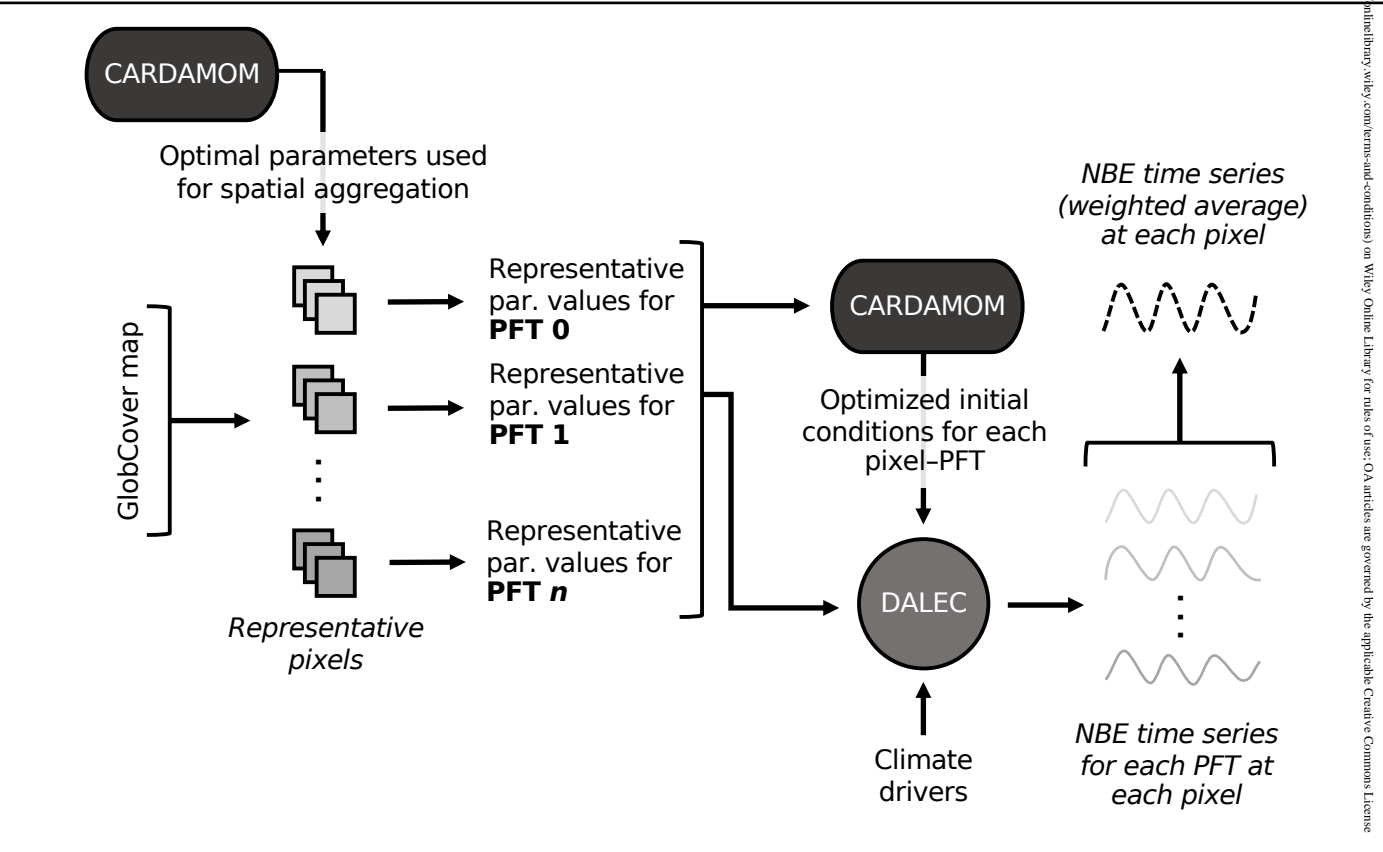 CARDAMOM
Optimal parameters used
for spatial aggregation
GlobCover map
Representative
par. values for
PFT 0
Representative
par. values for
PFT 1
Representative
par. values for
PFT n
Representative
pixels
CARDAMOM
Optimized initial
conditions for each
pixel–PFT
DALEC
Climate
drivers
NBE time series
(weighted average)
at each pixel
NBE time series
for each PFT at
each pixel
onlinelibrary.wiley.com/terms-and-conditions) on Wiley Online Library for rules of use; OA articles are governed by the applicable Creative Commons License